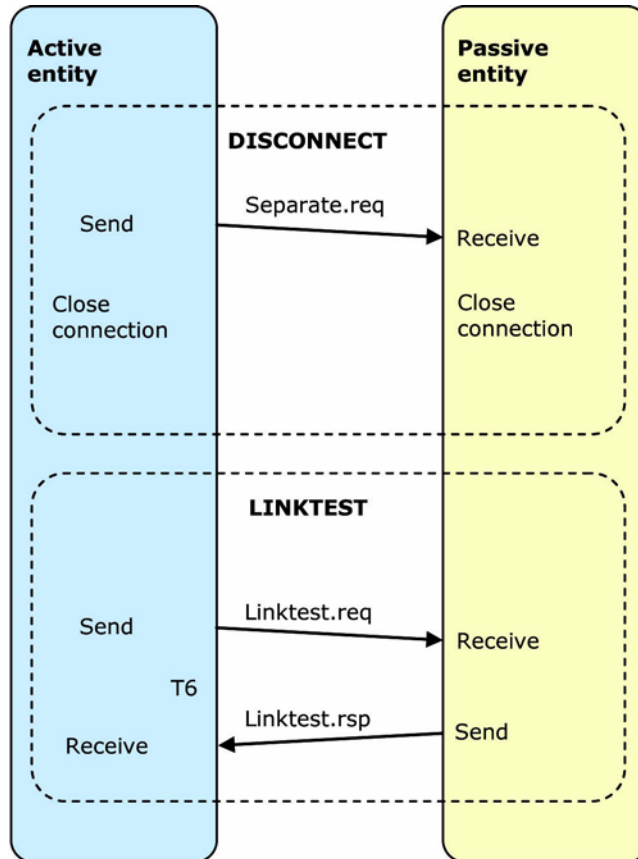 Active
entity
Passive
entity
DISCONNECT
Separate.req
Send
Receive
Close
connection
Close
connection
LINKTEST
Linktest.req
Send
Receive
T6
Linktest.rsp
Send
Receive